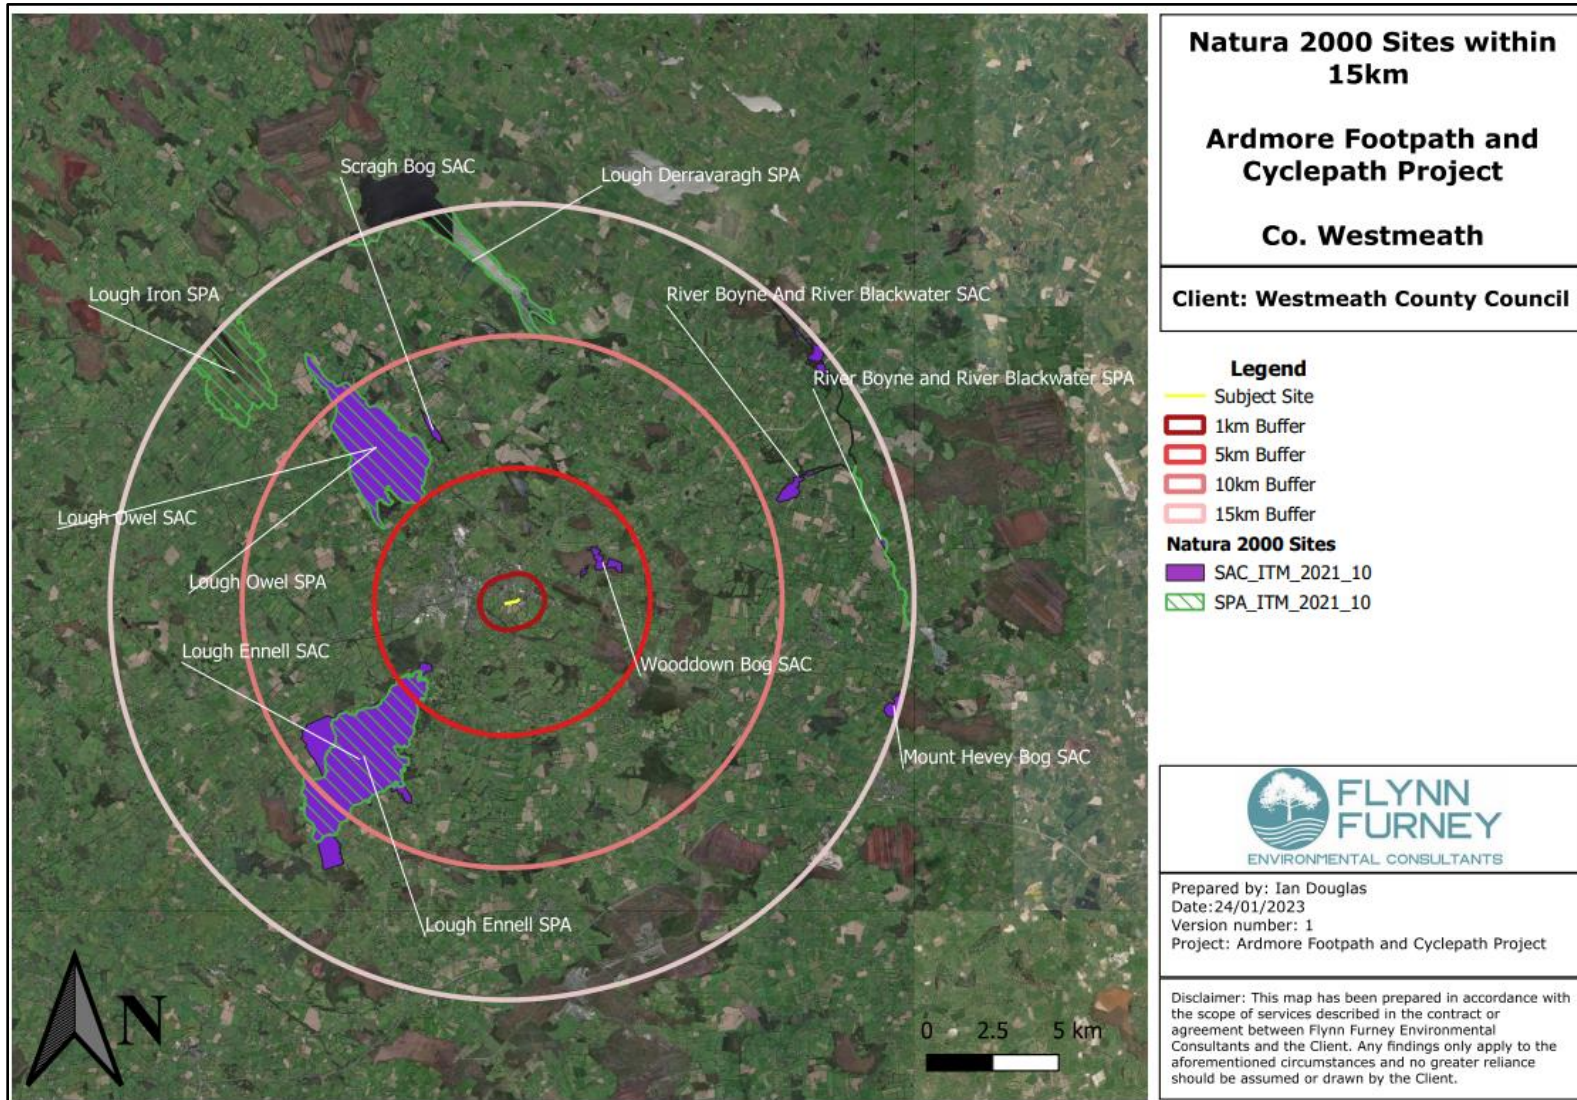 Natura 2000 Sites within
15km
Ardmore Footpath and
Cyclepath Project
Co. Westmeath
Client: Westmeath County Council
Legend
Subject Site
1km Buffer
5km Buffer
10km Buffer
15km Buffer
Natura 2000 Sites
SAC_ITM_2021_10
SPA_ITM_2021_10
Scragh Bog SAC
Lough Derravaragh SPA
Lough Iron SPA
River Boyne And River Blackwater SAC
River Boyne and River Blackwater SPA
Lough Owel SAC
Lough Owel SPA
Lough Ennell SAC
Wooddown Bog SAC
Mount Hevey Bog SAC
Lough Ennell SPA
N
0 2.5 5 km
FLYNN
FURNEY
ENVIRONMENTAL CONSULTANTS
Prepared by: Ian Douglas
Date:24/01/2023
Version number: 1
Project: Ardmore Footpath and Cyclepath Project
Disclaimer: This map has been prepared in accordance with
the scope of services described in the contract or
agreement between Flynn Furney Environmental
Consultants and the Client. Any findings only apply to the
aforementioned circumstances and no greater reliance
should be assumed or drawn by the Client.